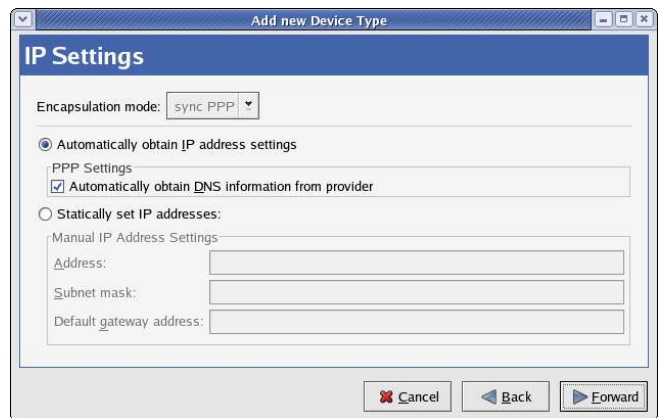 Add new Device Type
IP Settings
Encapsulation mode: sync PPP
Automatically obtain IP address settings
PPP Settings
Automatically obtain DNS information from provider
Statically set IP addresses:
Manual IP Address Settings
Address:
Subnet mask:
Default gateway address:
Cancel Back Forward